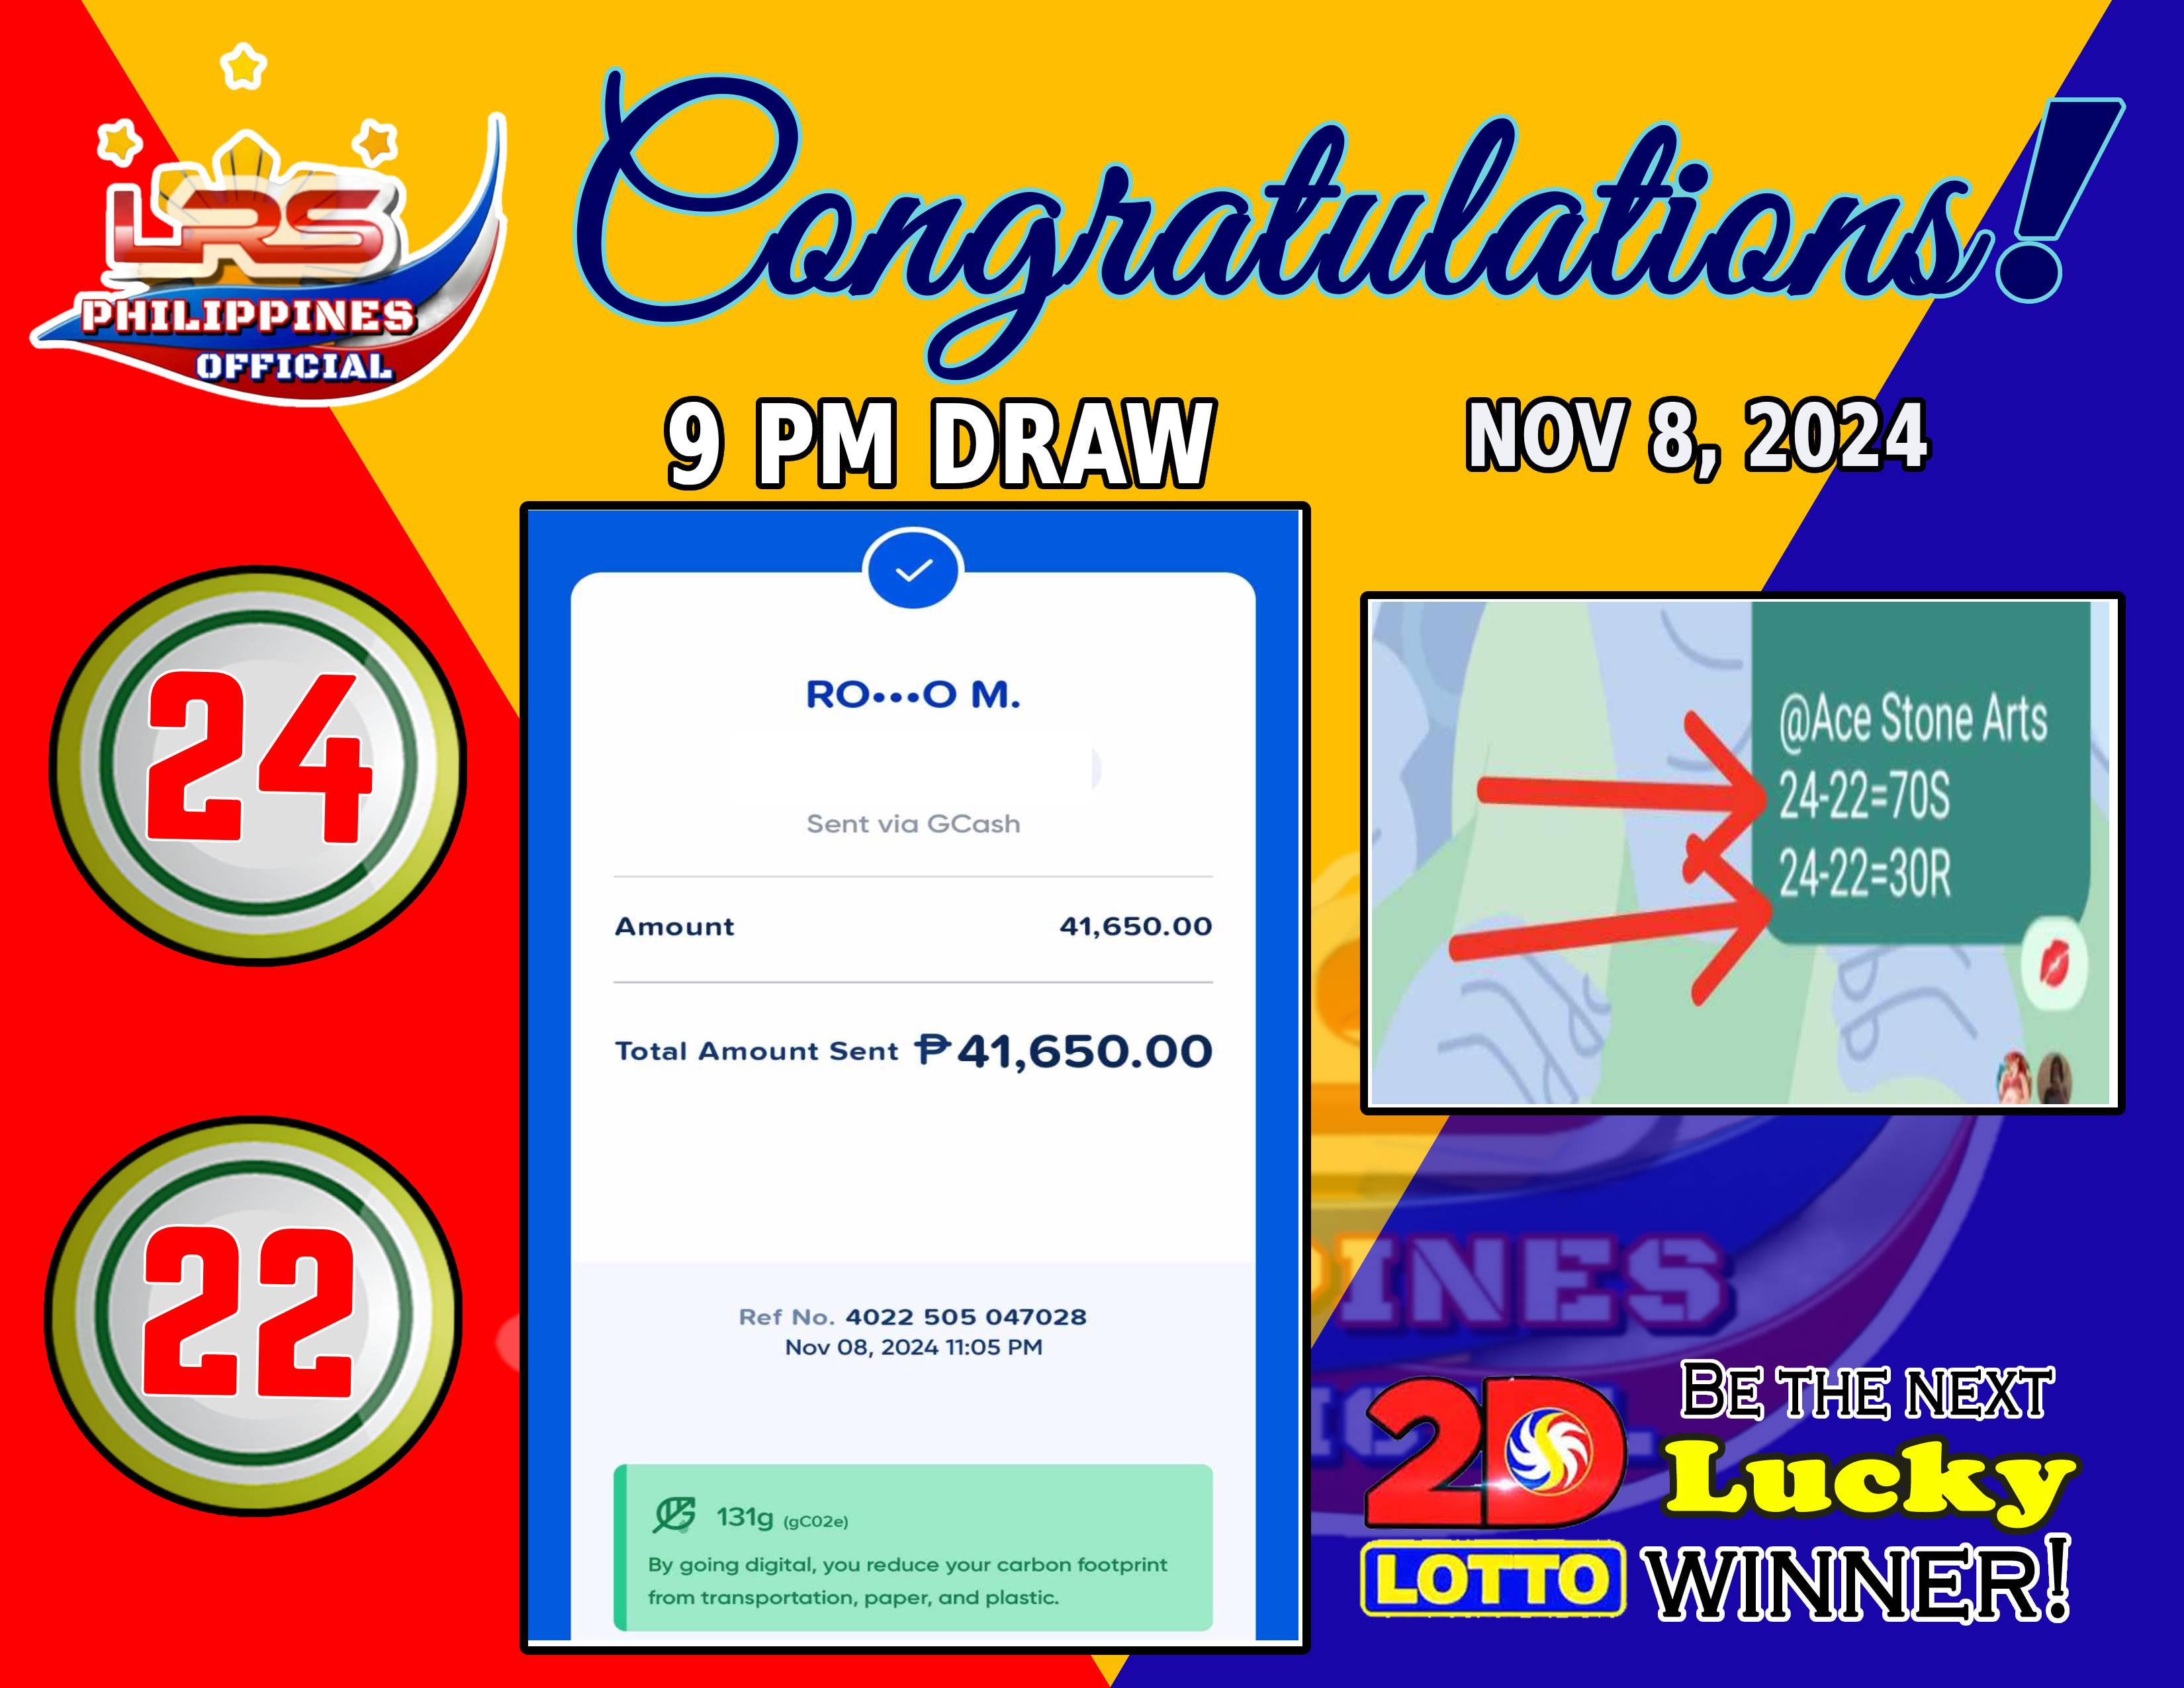 LRS
PHILIPPINES
OFFICIAL
Congratulations!
9 PM DRAW
NOV 8, 2024
24
22
RO•••O M.
Sent via GCash
Amount 41,650.00
Total Amount Sent ₱41,650.00
Ref No. 4022 505 047028
Nov 08, 2024 11:05 PM
131g (gC02e)
By going digital, you reduce your carbon footprint
from transportation, paper, and plastic.
@Ace Stone Arts
24-22=70S
24-22=30R
PINES
2D
LOTTO
BE THE NEXT
Lucky
WINNER!